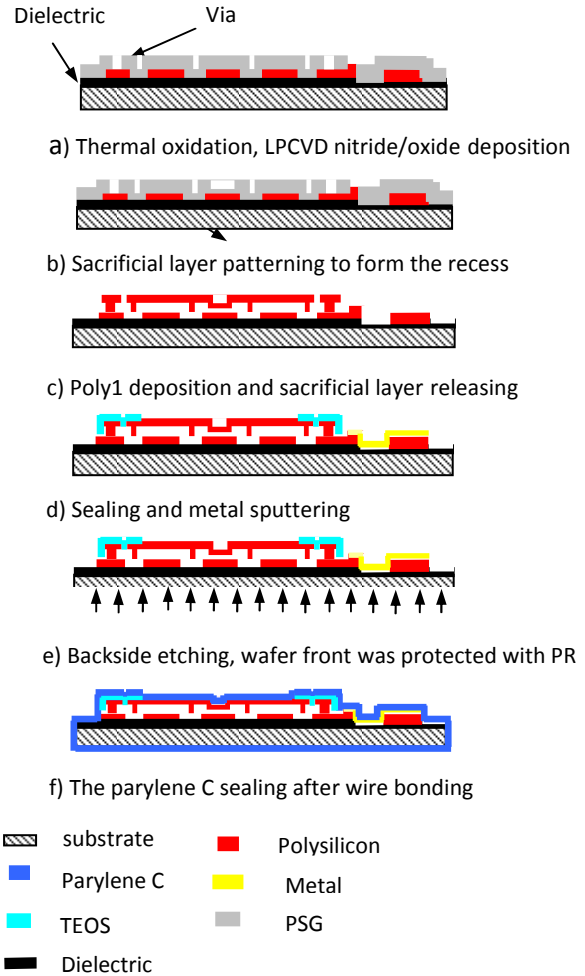 Dielectric Via
a) Thermal oxidation, LPCVD nitride/oxide deposition
b) Sacrificial layer patterning to form the recess
c) Poly1 deposition and sacrificial layer releasing
d) Sealing and metal sputtering
e) Backside etching, wafer front was protected with PR
f) The parylene C sealing after wire bonding
substrate Polysilicon
Parylene C Metal
TEOS PSG
Dielectric